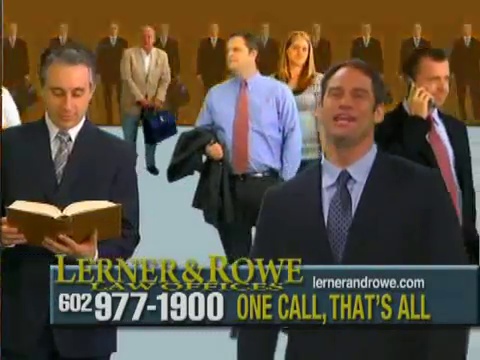 LERNER & ROWE
LAW OFFICES
lernerandrowe.com
602 977-1900 ONE CALL, THAT'S ALL